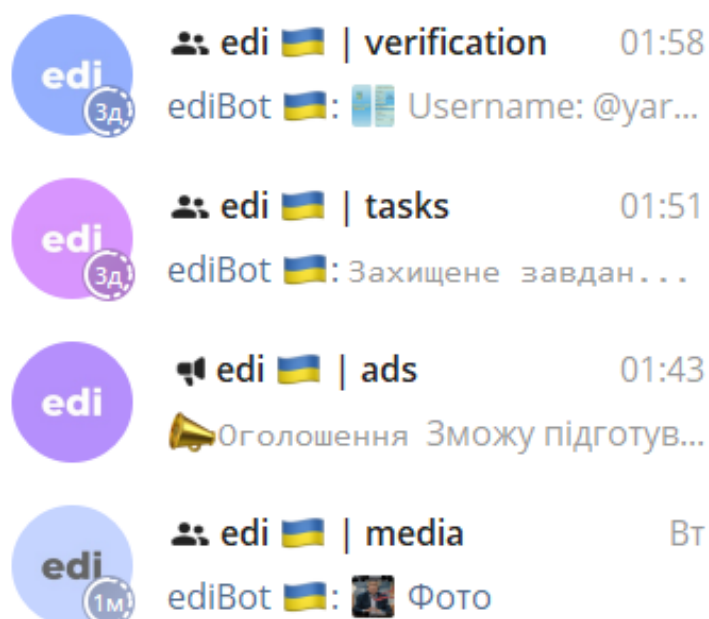 edi 🇺🇦 | verification 01:58
edi
3д
ediBot 🇺🇦: Username: @yar...
edi 🇺🇦 | tasks 01:51
edi
3д
ediBot 🇺🇦: Захищене завдан...
edi 🇺🇦 | ads 01:43
edi
Оголошення Зможу підготув...
edi 🇺🇦 | media Вт
edi
1м
ediBot 🇺🇦: Фото